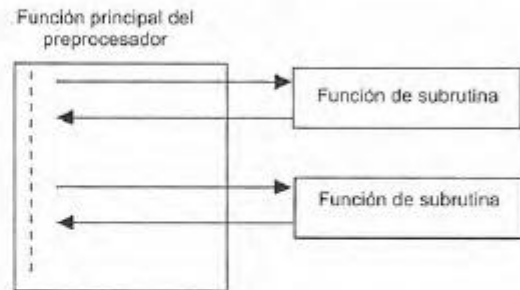 Función principal del
preprocesador
Función de subrutina
Función de subrutina